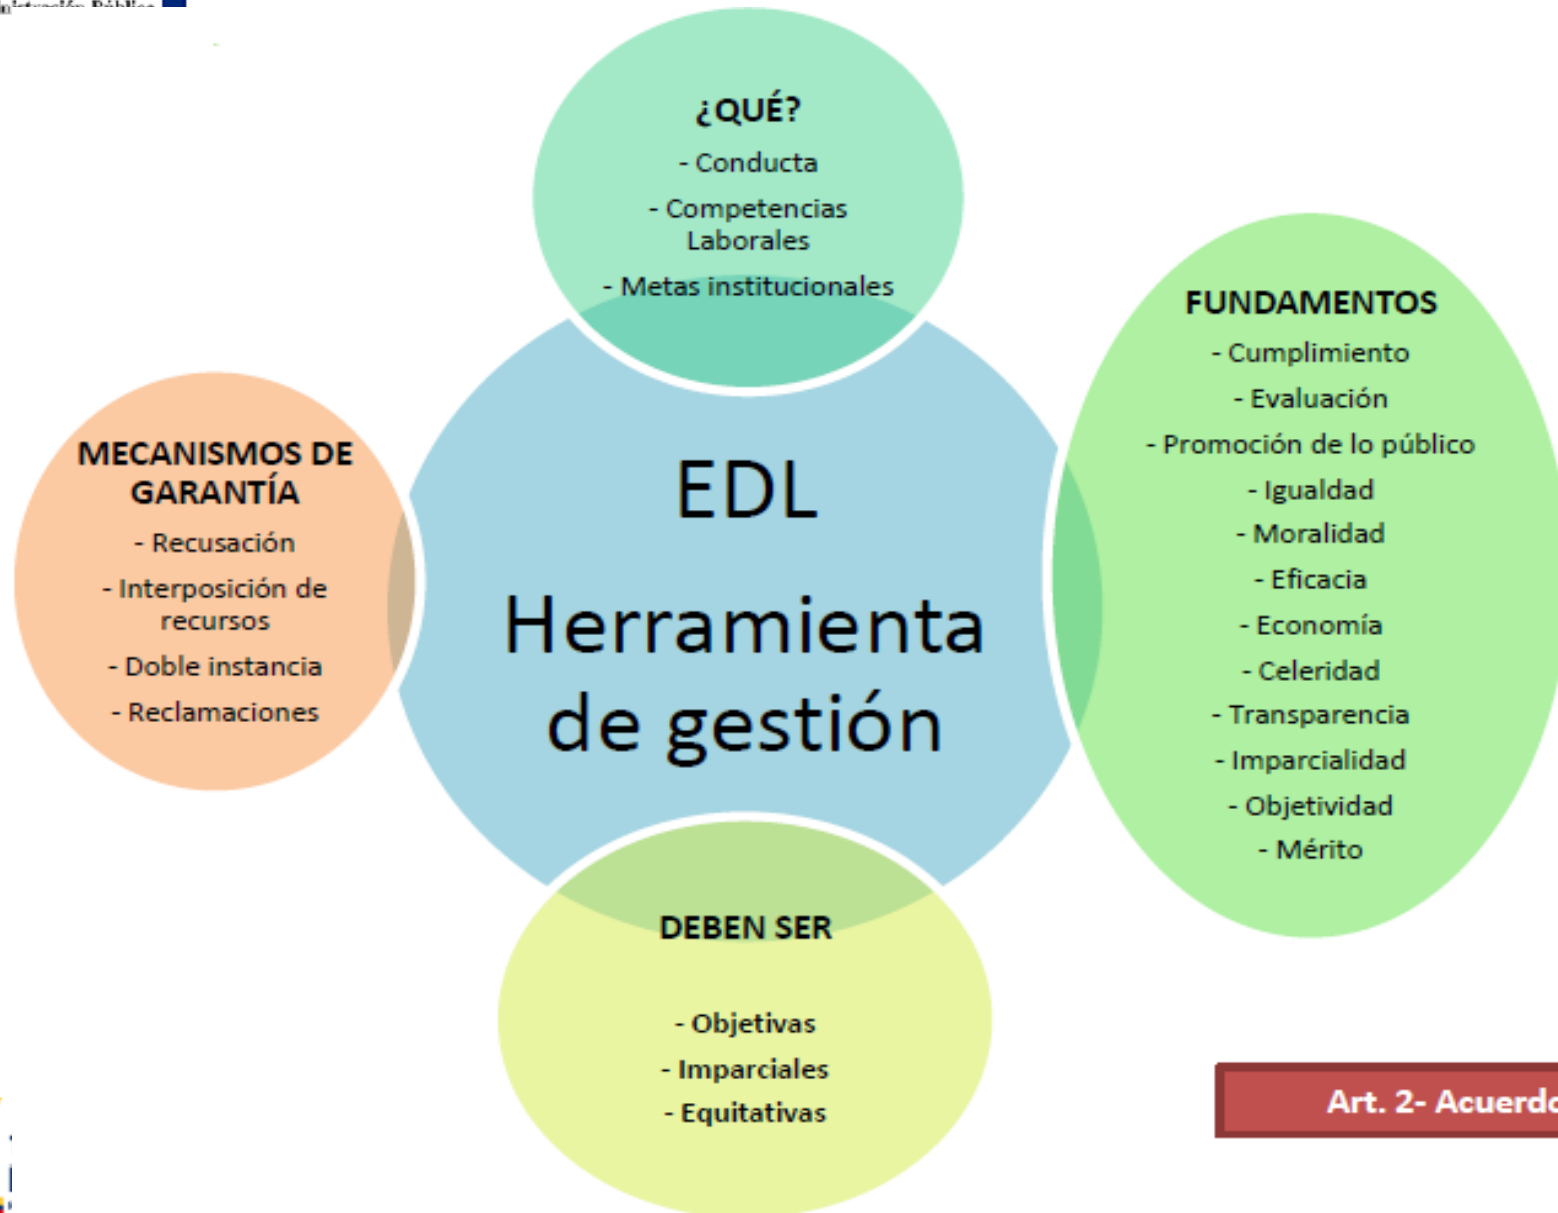 Pública
¿QUÉ?
- Conducta
- Competencias
Laborales
- Metas institucionales
FUNDAMENTOS
- Cumplimiento
- Evaluación
- Promoción de lo público
- Igualdad
- Moralidad
- Eficacia
- Economía
- Celeridad
- Transparencia
- Imparcialidad
- Objetividad
- Mérito
MECANISMOS DE
GARANTÍA
- Recusación
- Interposición de
recursos
- Doble instancia
- Reclamaciones
EDL
Herramienta
de gestión
DEBEN SER
- Objetivas
- Imparciales
- Equitativas
Art. 2- Acuerdo